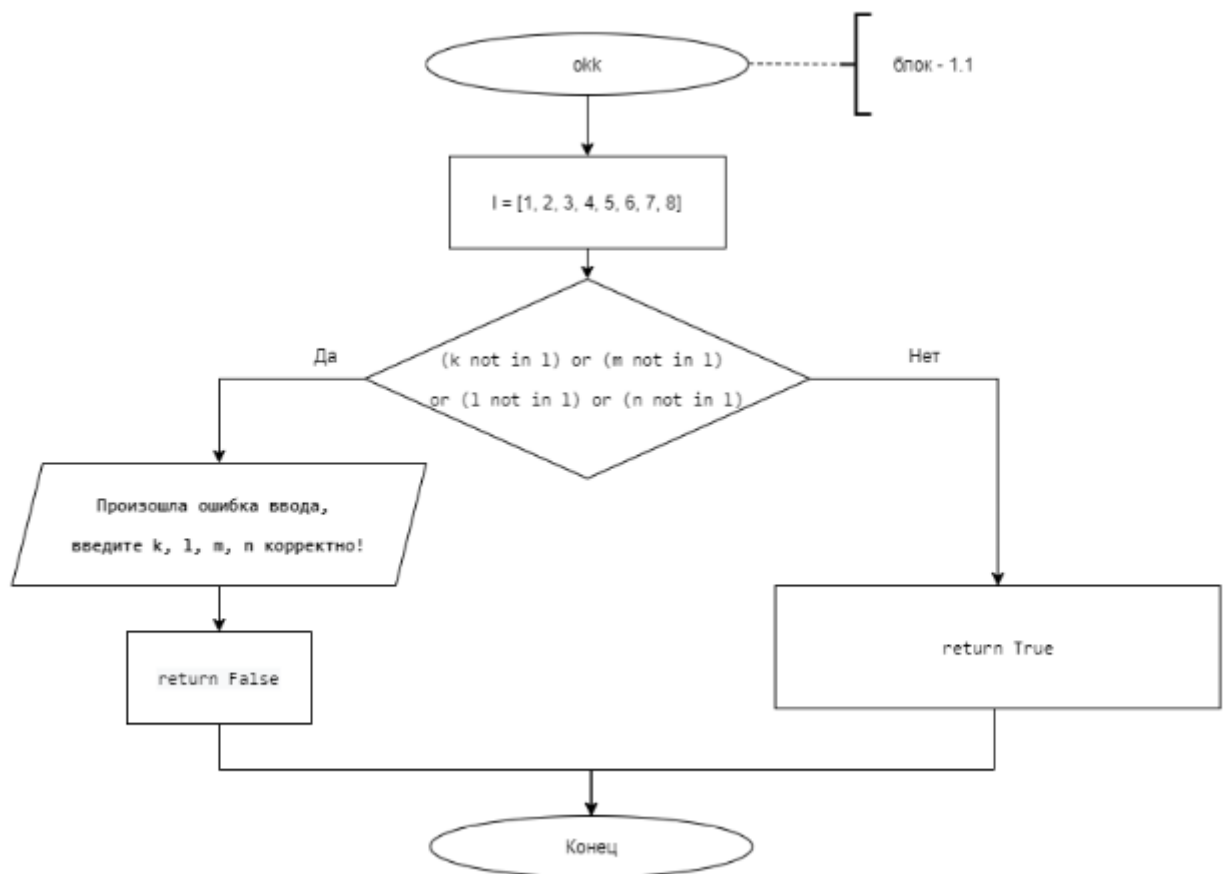 okk
блок - 1.1
l = [1, 2, 3, 4, 5, 6, 7, 8]
Да
(k not in l) or (m not in l)
or (l not in l) or (n not in l)
Нет
Произошла ошибка ввода,
введите k, l, m, n корректно!
return False
return True
Конец